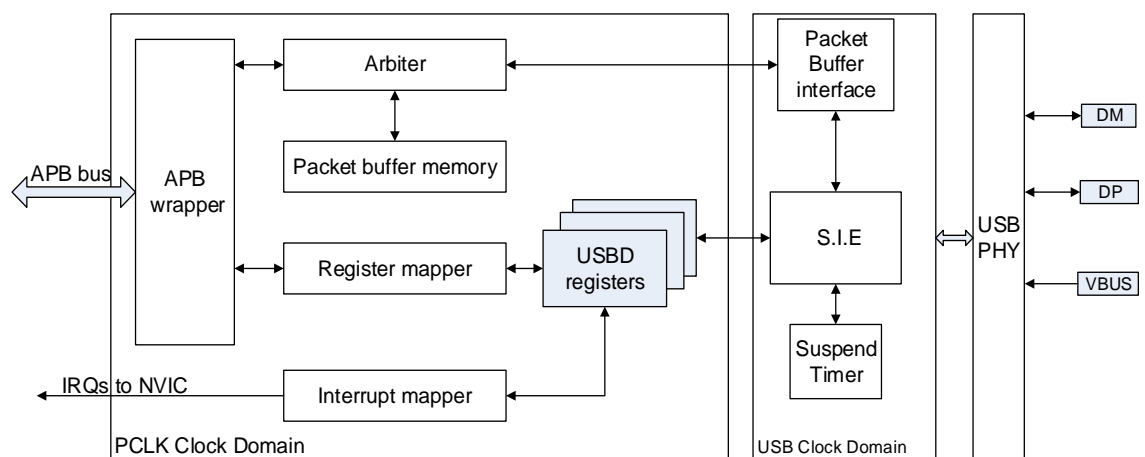 Arbiter
Packet
Buffer
interface
DM
Packet buffer memory
APB bus
APB
wrapper
DP
USBD
registers
S.I.E
USB
PHY
Register mapper
VBUS
Suspend
Timer
IRQs to NVIC
Interrupt mapper
PCLK Clock Domain
USB Clock Domain